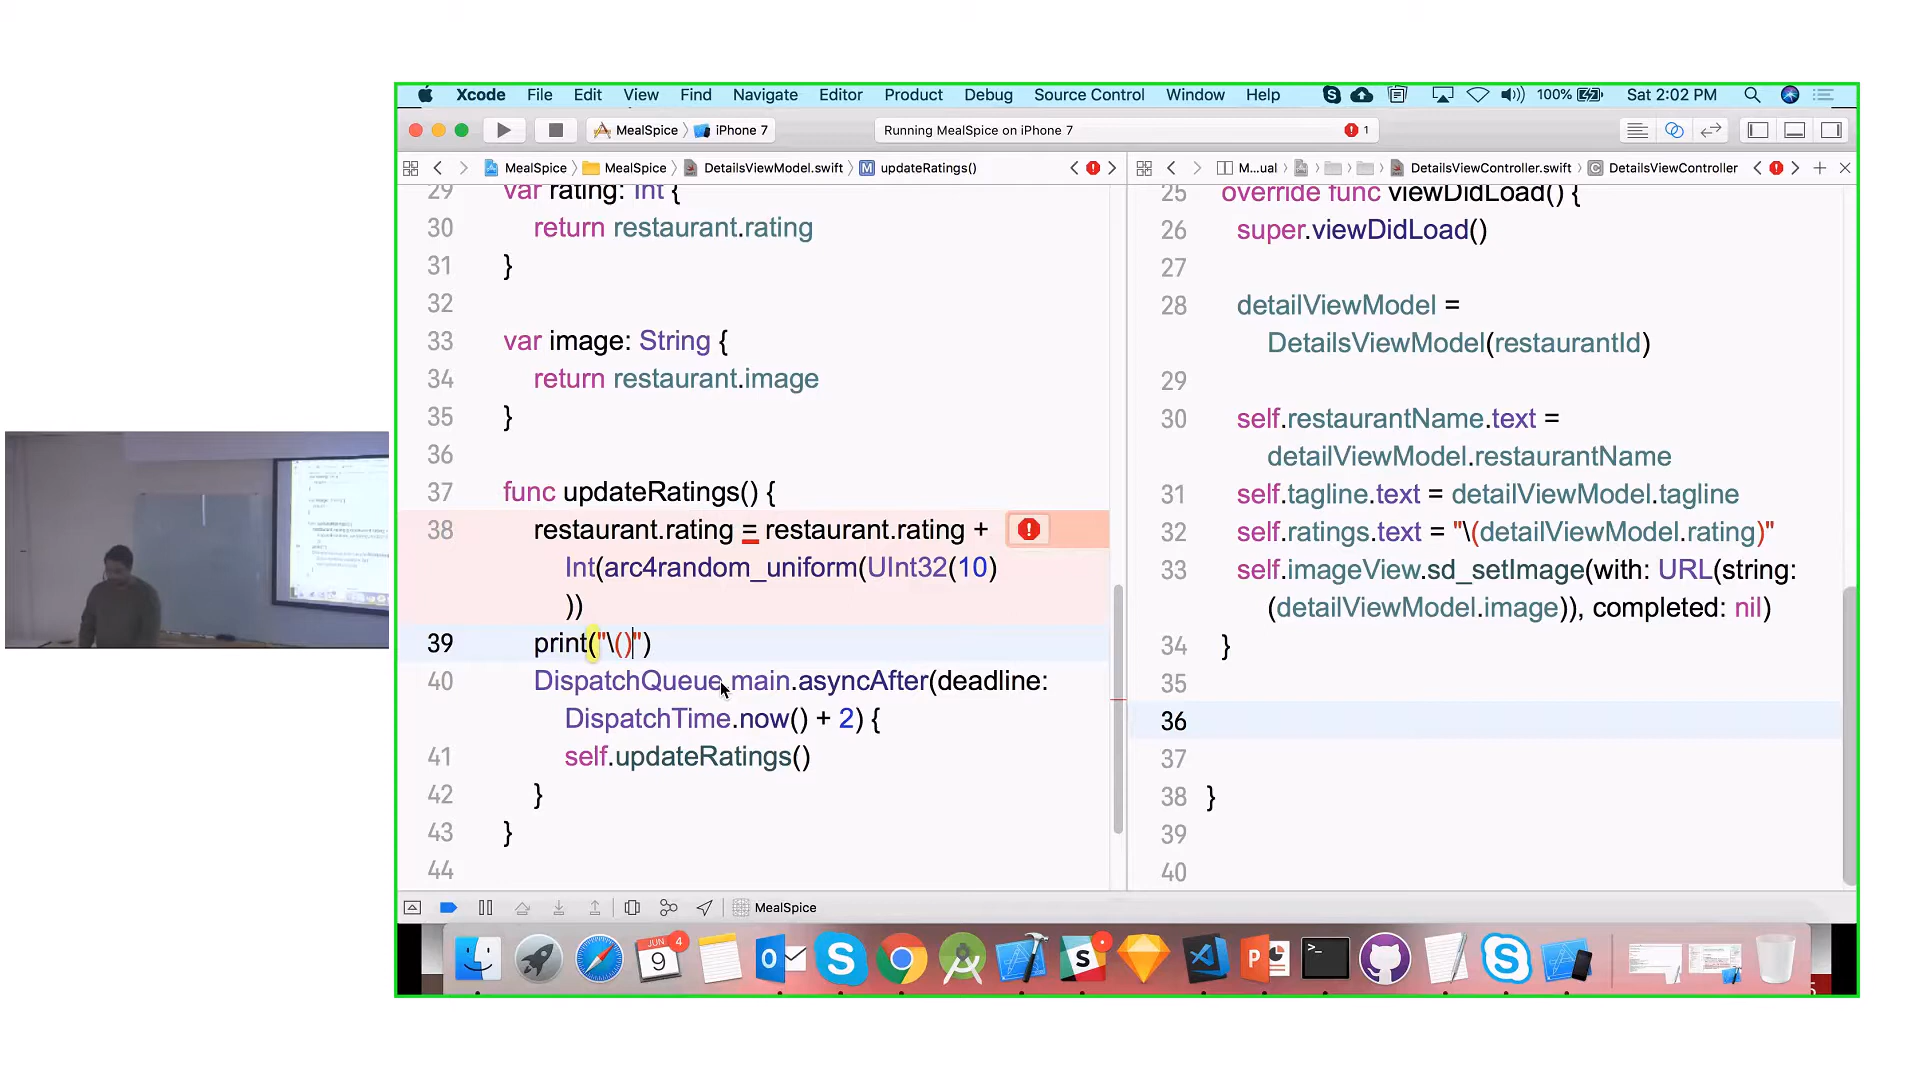 Xcode File Edit View Find Navigate Editor Product Debug Source Control Window Help 100% Sat 2:02 PM
MealSpice iPhone 7 Running MealSpice on iPhone 7 1
MealSpice MealSpice DetailsViewModel.swift M updateRatings()
29 var rating: Int {
30 return restaurant.rating
31 }
32
33 var image: String {
34 return restaurant.image
35 }
36
37 func updateRatings() {
38 restaurant.rating = restaurant.rating +
Int(arc4random_uniform(UInt32(10)
))
39 print("\()")
40 DispatchQueue.main.asyncAfter(deadline:
DispatchTime.now() + 2) {
41 self.updateRatings()
42 }
43 }
44
M...ual DetailsViewController.swift C DetailsViewController
25 override func viewDidLoad() {
26 super.viewDidLoad()
27
28 detailViewModel =
DetailsViewModel(restaurantId)
29
30 self.restaurantName.text =
detailViewModel.restaurantName
31 self.tagline.text = detailViewModel.tagline
32 self.ratings.text = "\(detailViewModel.rating)"
33 self.imageView.sd_setImage(with: URL(string:
(detailViewModel.image)), completed: nil)
34 }
35
36
37
38 }
39
40
MealSpice
JUN 4
9